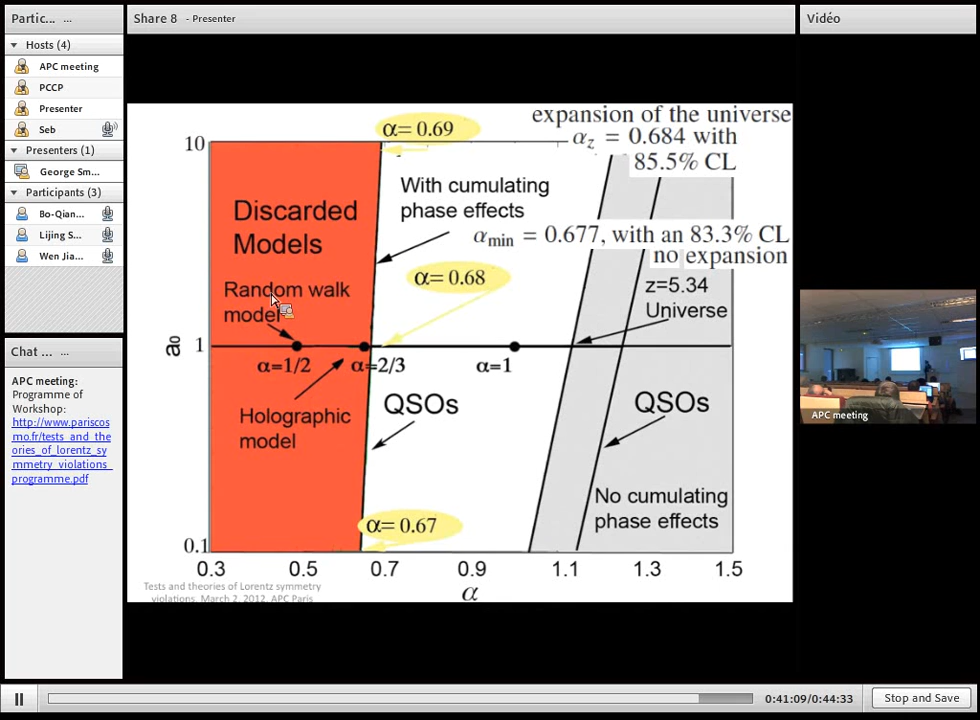 Partic... ...
Hosts (4)
APC meeting
PCCP
Presenter
Seb
Presenters (1)
George Sm...
Participants (3)
Bo-Qian...
Lijing S...
Wen Jia...
Chat ... ...
APC meeting:
Programme of
Workshop:
http://www.pariscos
mo.fr/tests_and_the
ories_of_lorentz_sy
mmetry_violations_
programme.pdf
Share 8 - Presenter
expansion of the universe
α= 0.69
αz = 0.684 with
85.5% CL
10
With cumulating
phase effects
Discarded
Models
αmin = 0.677, with an 83.3% CL
no expansion
α= 0.68
z=5.34
Universe
Random walk
model
a0
1
α=1/2
α=2/3
α=1
Holographic
model
QSOs
QSOs
No cumulating
phase effects
α= 0.67
0.1
0.3 0.5 0.7 0.9 1.1 1.3 1.5
α
Tests and theories of Lorentz symmetry
violations, March 2, 2012, APC Paris
Vidéo
APC meeting
0:41:09/0:44:33
Stop and Save